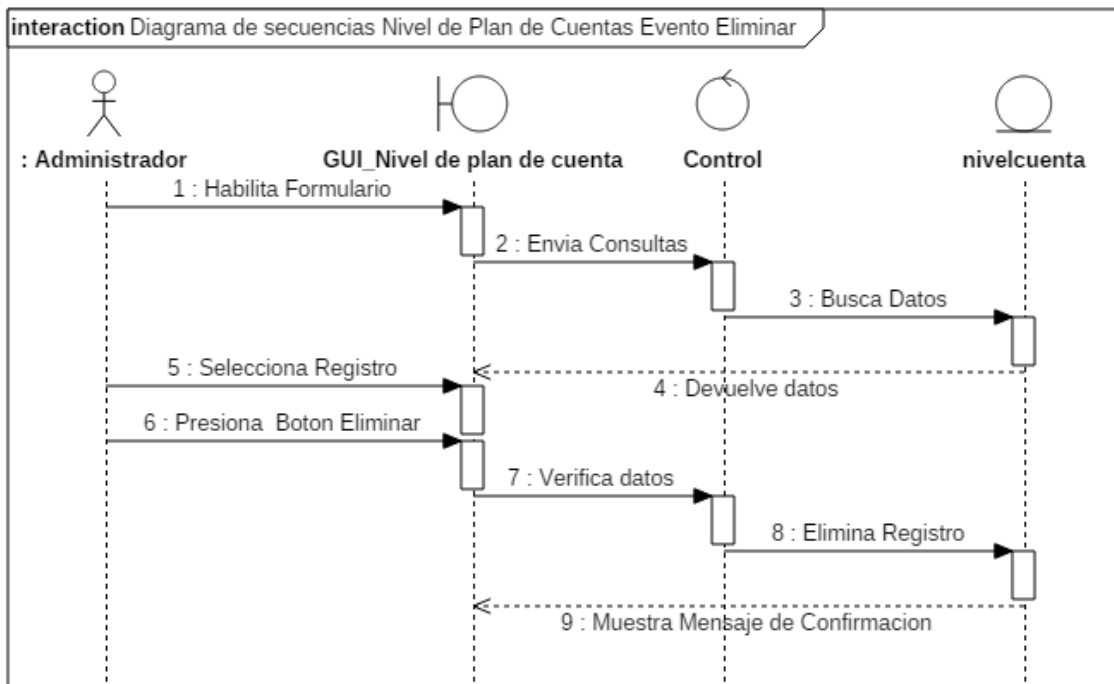 interaction Diagrama de secuencias Nivel de Plan de Cuentas Evento Eliminar
: Administrador
GUI_Nivel de plan de cuenta
Control
nivelcuenta
1 : Habilita Formulario
2 : Envia Consultas
3 : Busca Datos
4 : Devuelve datos
5 : Selecciona Registro
6 : Presiona  Boton Eliminar
7 : Verifica datos
8 : Elimina Registro
9 : Muestra Mensaje de Confirmacion